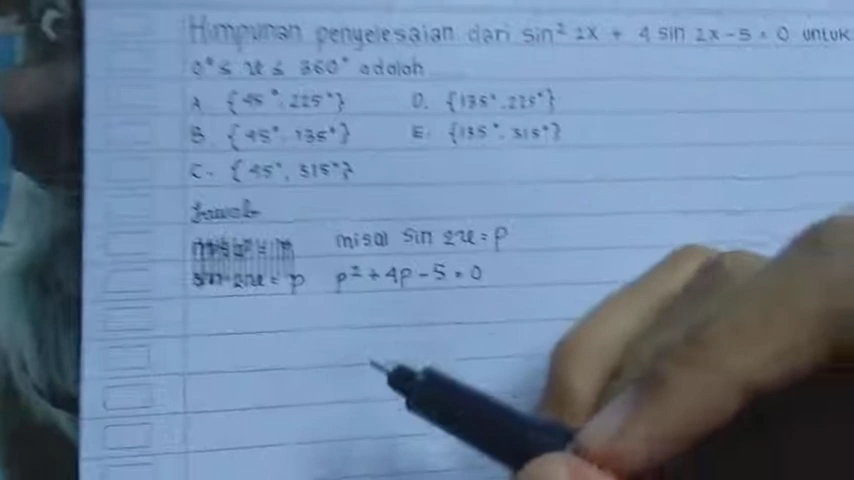 Himpunan penyelesaian dari sin² 2x + 4 sin 2x - 5 = 0 untuk
0° ≤ x ≤ 360° adalah
A. {45°, 225°} D. {135°, 225°}
B. {45°, 135°} E. {135°, 315°}
C. {45°, 315°}
Jawab
misal sin 2x = p
sin 2x = p p² + 4p - 5 = 0